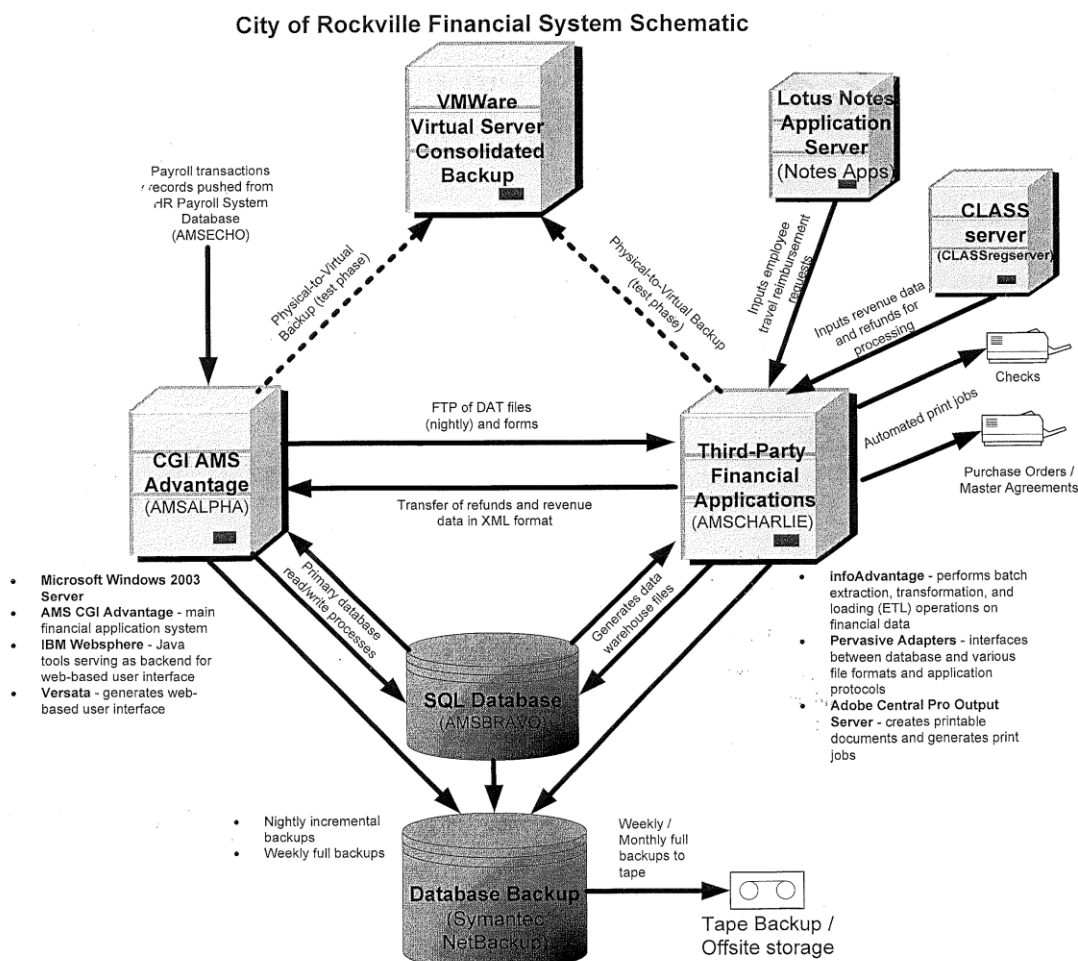 City of Rockville Financial System Schematic
VMWare
Virtual Server
Consolidated
Backup
Lotus Notes
Application
Server
(Notes Apps)
CLASS
server
(CLASSregserver)
Payroll transactions
records pushed from
HR Payroll System
Database
(AMSECHO)
Physical-to-Virtual
Backup (test phase)
Physical-to-Virtual Backup
(test phase)
Inputs employee
travel reimbursement
requests
Inputs revenue data
and refunds for
processing
Checks
Automated print jobs
Purchase Orders /
Master Agreements
CGI AMS
Advantage
(AMSALPHA)
FTP of DAT files
(nightly) and forms
Transfer of refunds and revenue
data in XML format
Third-Party
Financial
Applications
(AMSCHARLIE)
• Microsoft Windows 2003
Server
• AMS CGI Advantage - main
financial application system
• IBM Websphere - Java
tools serving as backend for
web-based user interface
• Versata - generates web-
based user interface
Primary database
read/write processes
Generates data
warehouse files
• infoAdvantage - performs batch
extraction, transformation, and
loading (ETL) operations on
financial data
• Pervasive Adapters - interfaces
between database and various
file formats and application
protocols
• Adobe Central Pro Output
Server - creates printable
documents and generates print
jobs
SQL Database
(AMSBRAVO)
• Nightly incremental
backups
• Weekly full backups
Database Backup
(Symantec
NetBackup)
Weekly /
Monthly full
backups to
tape
Tape Backup /
Offsite storage